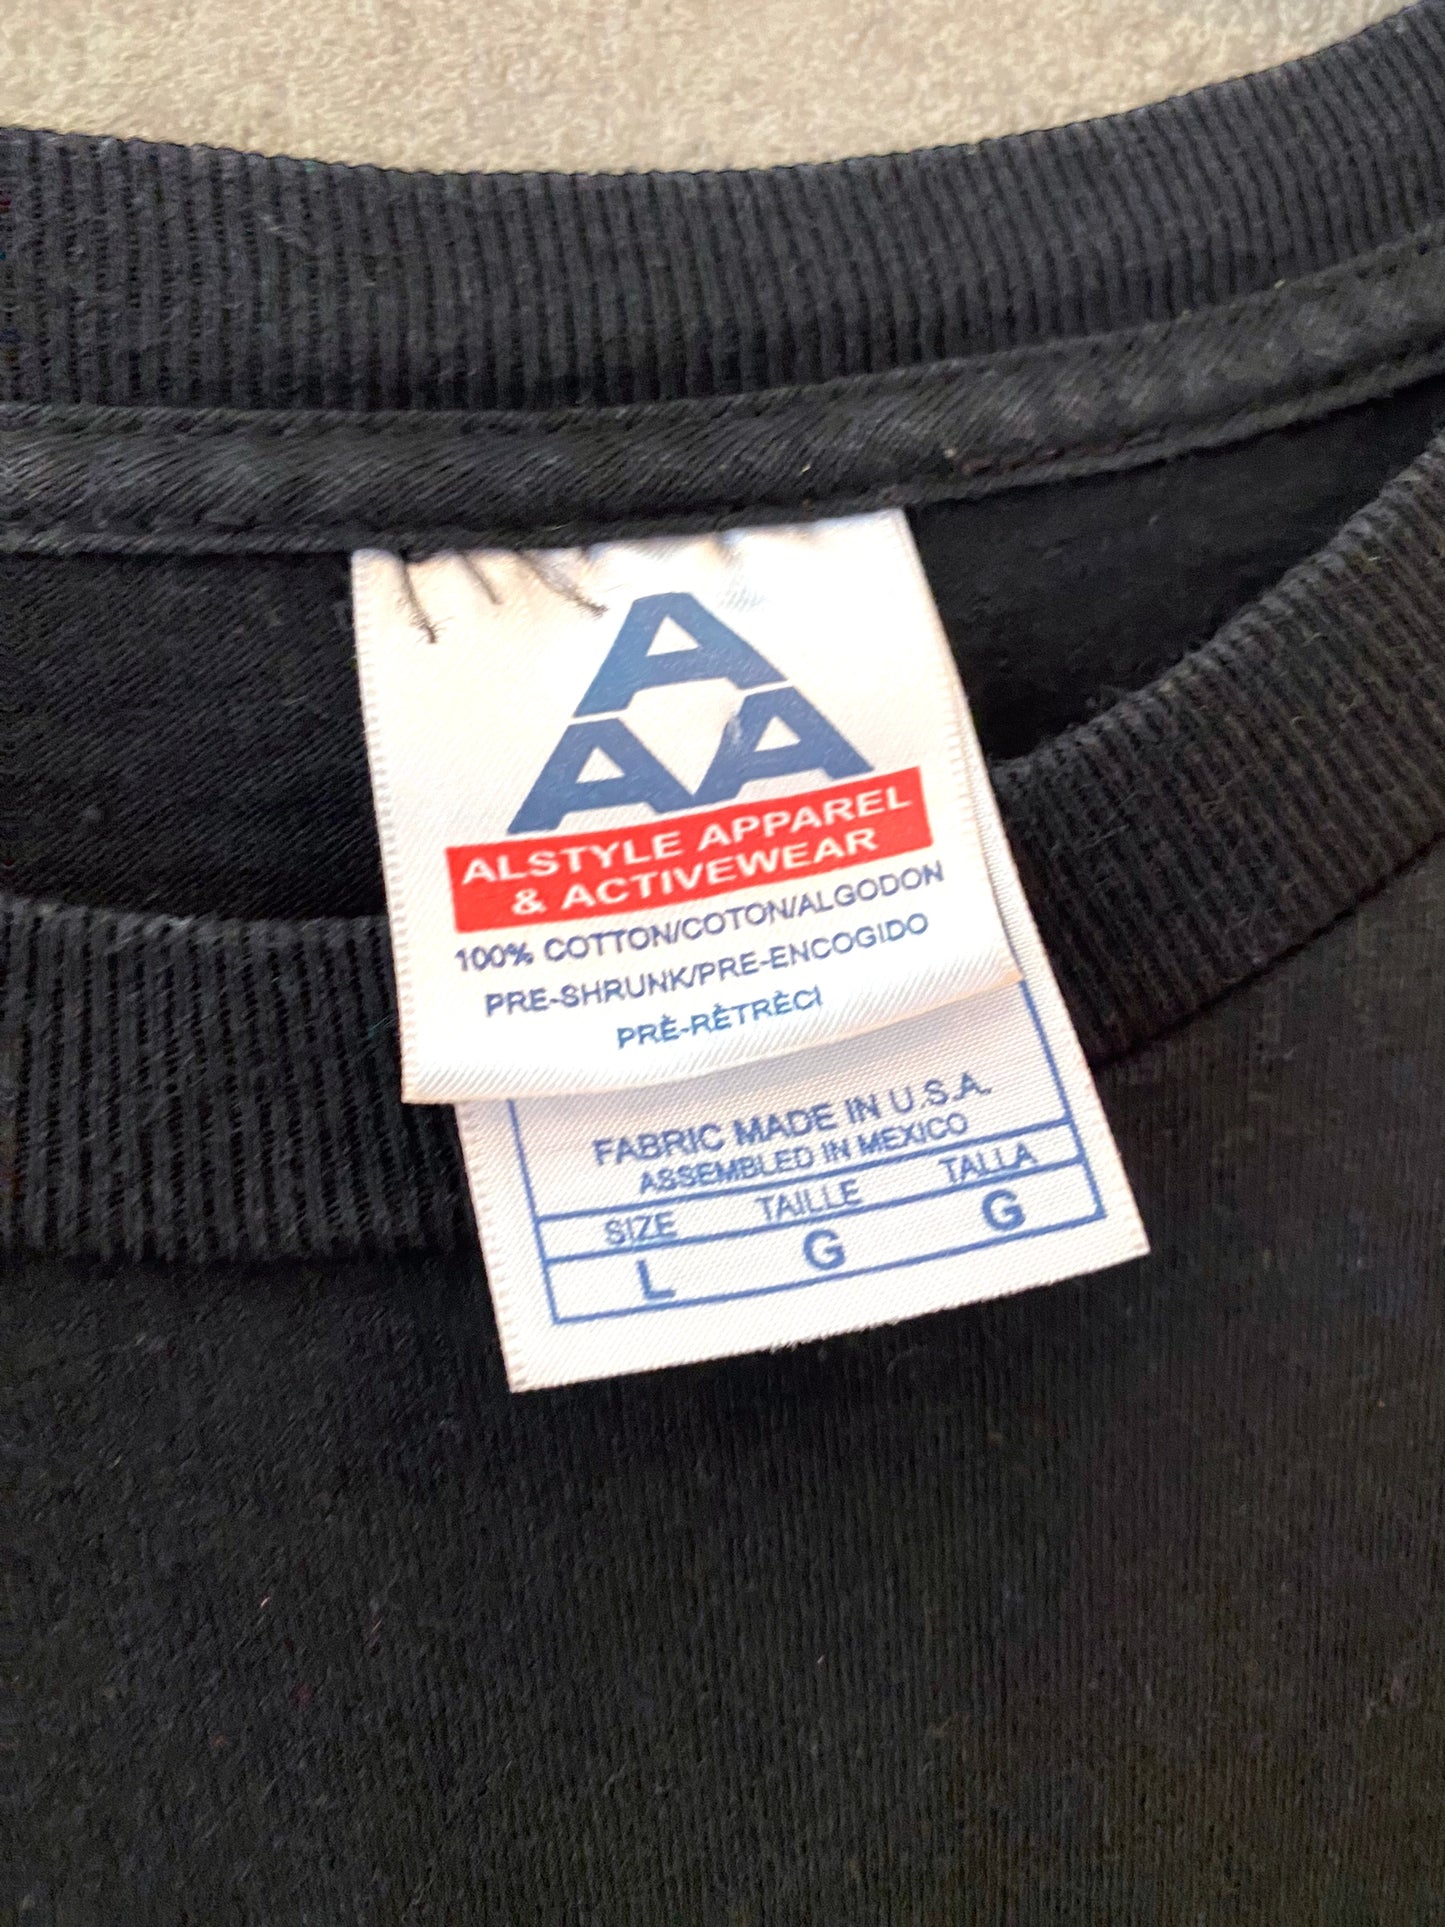 A
AA
ALSTYLE APPAREL
& ACTIVEWEAR
100% COTTON/COTON/ALGODON
PRE-SHRUNK/PRE-ENCOGIDO
PRÈ-RÈTRÈCI
FABRIC MADE IN U.S.A.
ASSEMBLED IN MEXICO
SIZE TAILLE TALLA
L G G